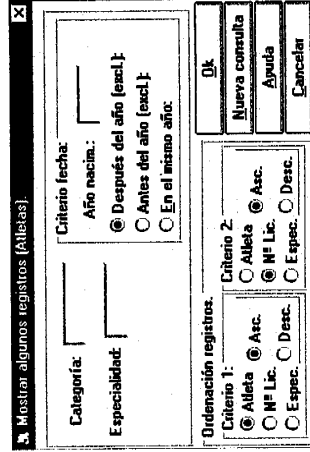 Mostrar algunos registros [Atletas].
Categoría:
Especialidad:
Criterio fecha:
Año nacim.:
Después del año (excl.):
Antes del año (excl.):
En el mismo año:
Ordenación registros.
Criterio 1:
Atleta
Nº Lic.
Espec.
Asc.
Desc.
Criterio 2:
Atleta
Nº Lic.
Espec.
Asc.
Desc.
Ok
Nueva consulta
Ayuda
Cancelar